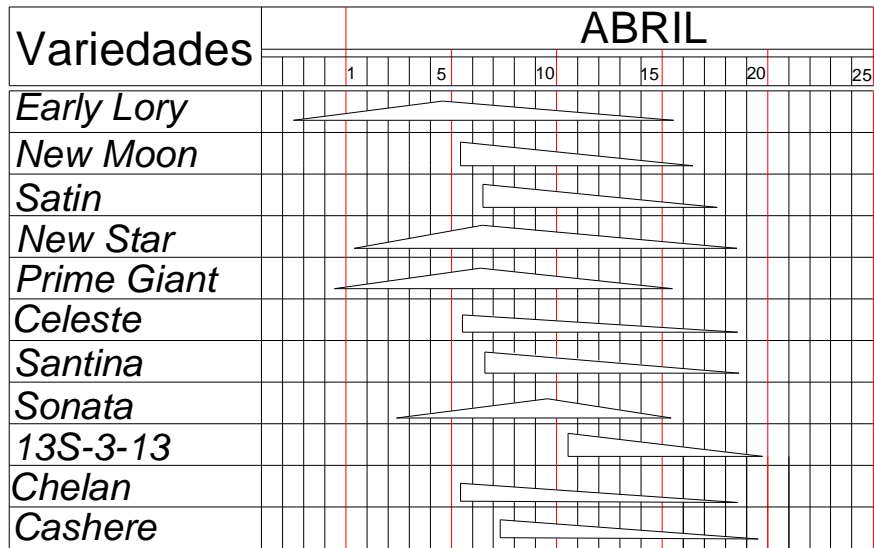 Variedades
ABRIL
1 5 10 15 20 25
Early Lory
New Moon
Satin
New Star
Prime Giant
Celeste
Santina
Sonata
13S-3-13
Chelan
Cashere